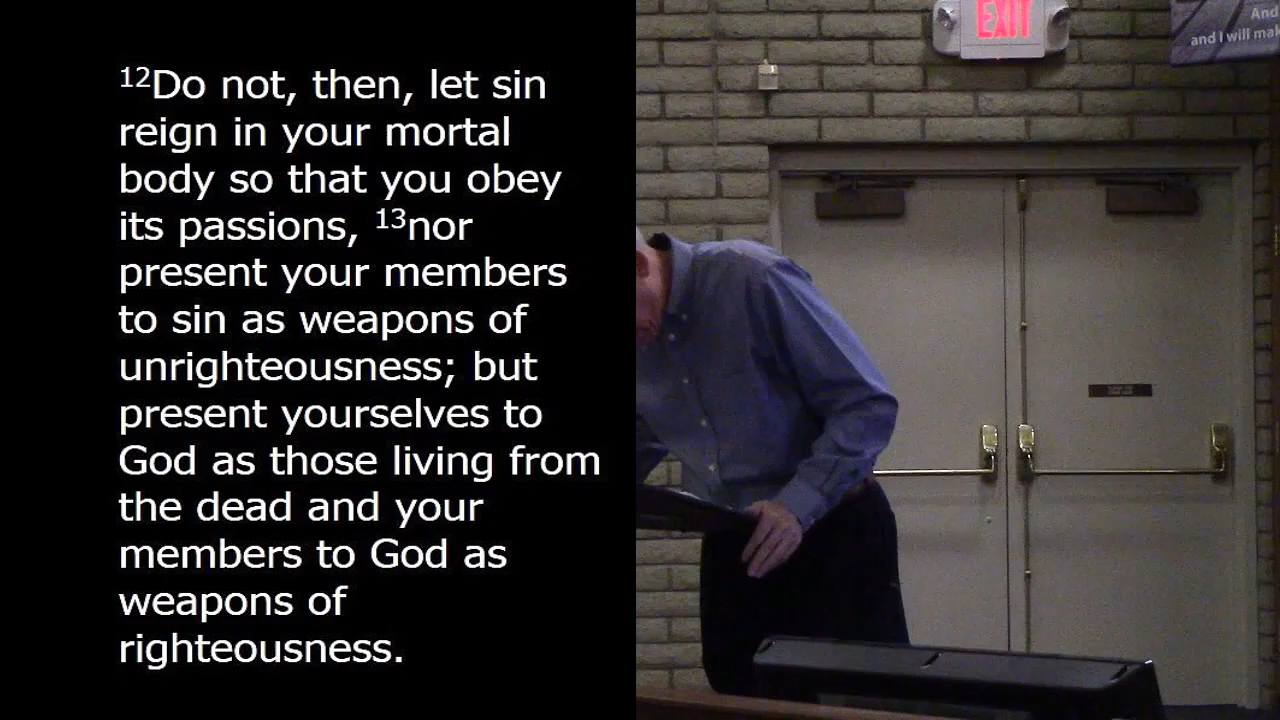 ¹²Do not, then, let sin
reign in your mortal
body so that you obey
its passions, ¹³nor
present your members
to sin as weapons of
unrighteousness; but
present yourselves to
God as those living from
the dead and your
members to God as
weapons of
righteousness.
EXIT
And
and I will mak